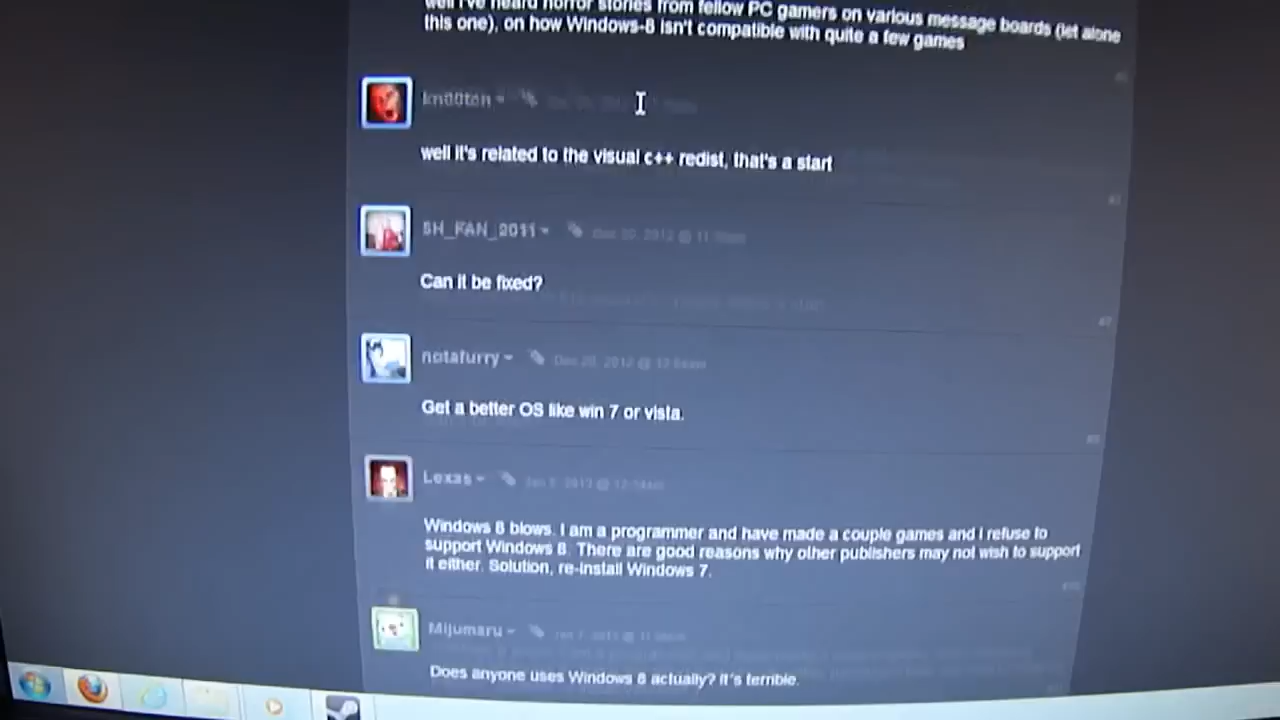 well I've heard horror stories from fellow PC gamers on various message boards (let alone
this one), on how Windows-8 isn't compatible with quite a few games
well it's related to the visual c++ redist, that's a start
SH_FAN_2011
Can it be fixed?
notafurry
Get a better OS like win 7 or vista.
Lexas
Windows 8 blows. I am a programmer and have made a couple games and I refuse to
support Windows 8. There are good reasons why other publishers may not wish to support
it either. Solution, re-install Windows 7.
Mijumaru
Does anyone uses Windows 8 actually? It's terrible.